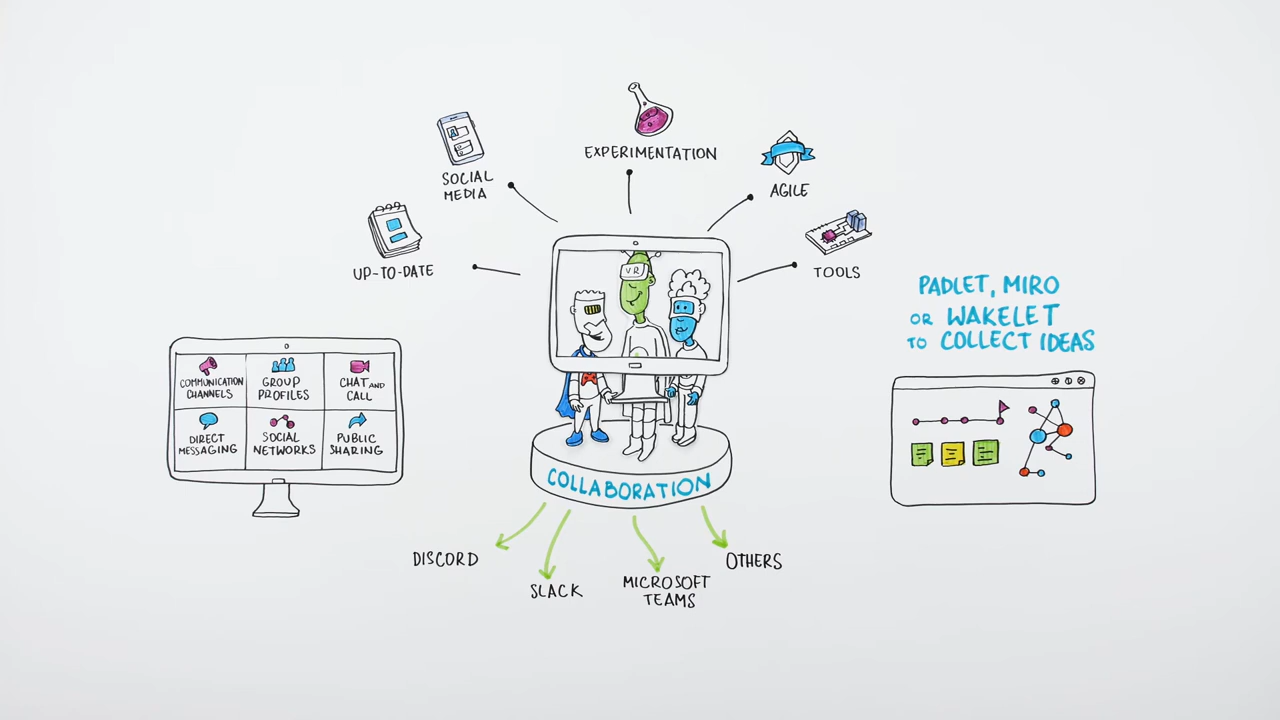 EXPERIMENTATION
SOCIAL
MEDIA
AGILE
UP-TO-DATE
TOOLS
VR
PADLET, MIRO
OR WAKELET
TO COLLECT IDEAS
COMMUNICATION
CHANNELS
GROUP
PROFILES
CHAT AND
CALL
DIRECT
MESSAGING
SOCIAL
NETWORKS
PUBLIC
SHARING
COLLABORATION
DISCORD
SLACK
MICROSOFT
TEAMS
OTHERS